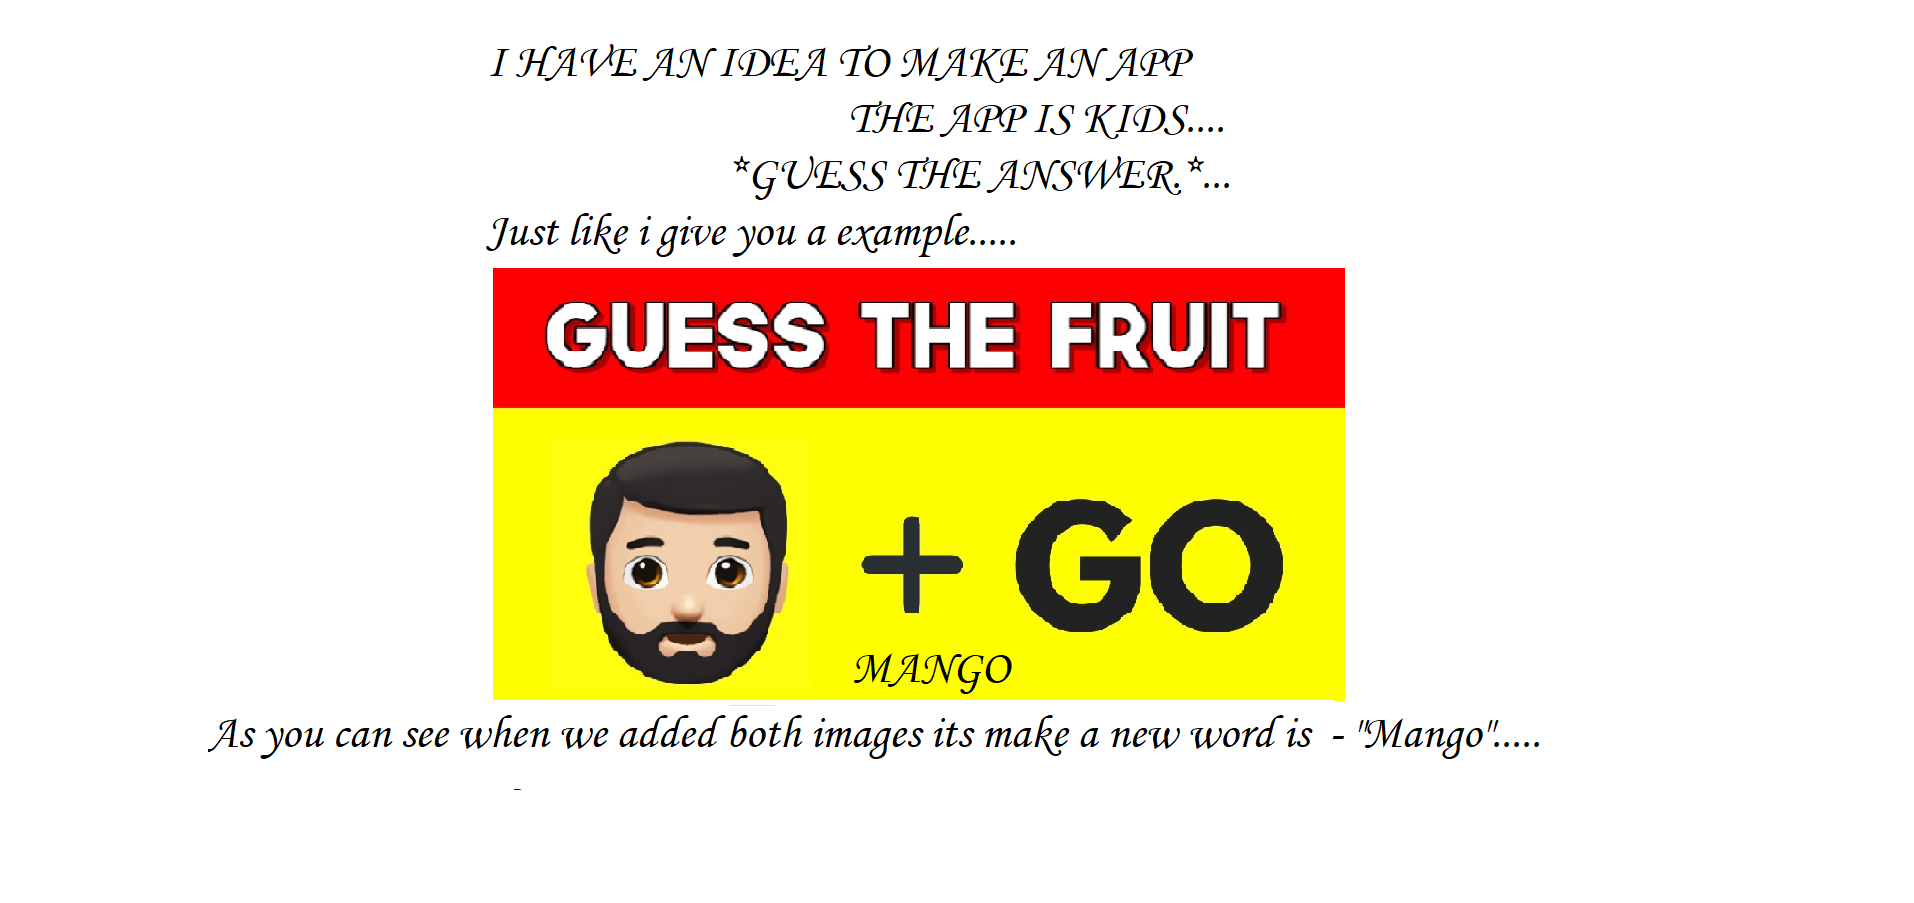 I HAVE AN IDEA TO MAKE AN APP
THE APP IS KIDS....
*GUESS THE ANSWER.*...
Just like i give you a example.....
GUESS THE FRUIT
+ GO
MANGO
As you can see when we added both images its make a new word is - "Mango".....